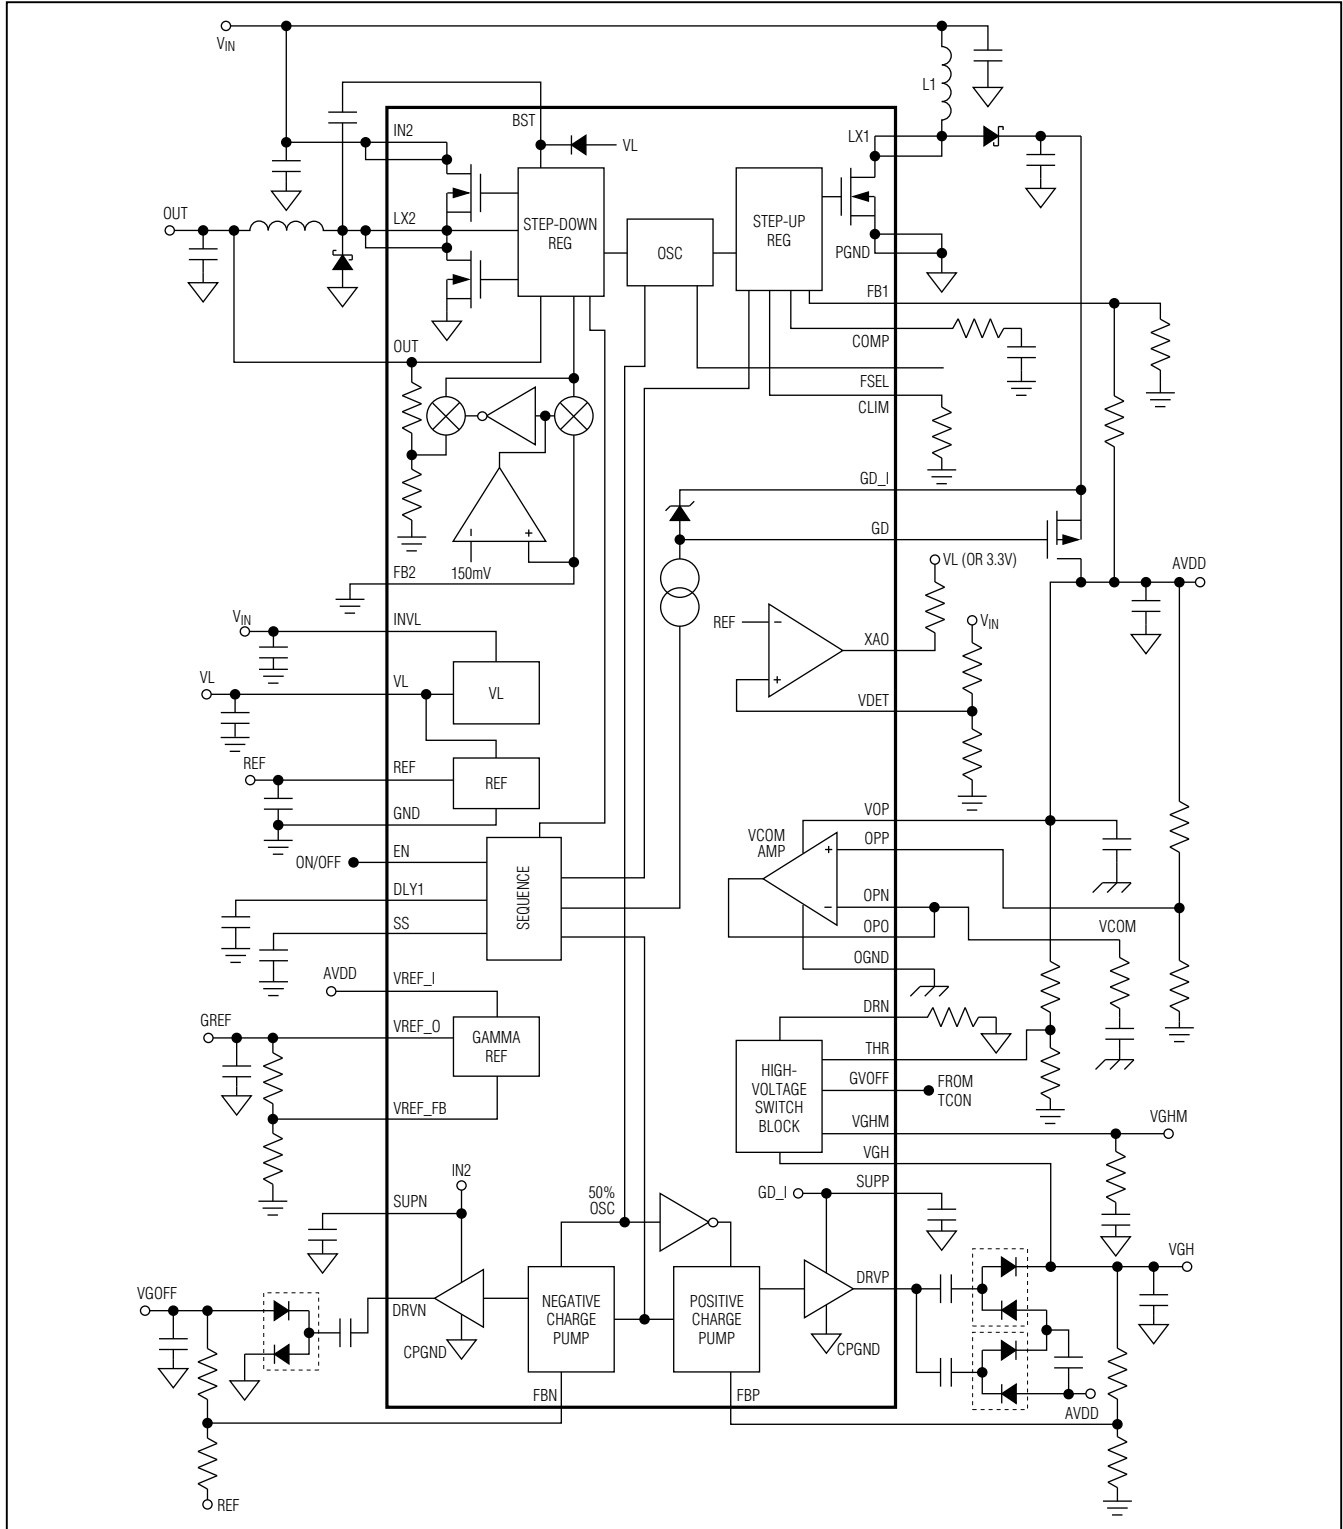 VIN
L1
BST
IN2
VL
LX1
OUT
LX2
STEP-DOWN
REG
OSC
STEP-UP
REG
PGND
FB1
OUT
COMP
FSEL
CLIM
GD_I
GD
150mV
FB2
VL (OR 3.3V)
AVDD
VIN
INVL
REF
−
+
XAO
VIN
VL
VL
VL
VDET
REF
REF
REF
GND
VOP
VCOM
AMP
+
−
OPP
ON/OFF
EN
DLY1
SEQUENCE
OPN
SS
OPO
VCOM
OGND
AVDD
VREF_I
DRN
GREF
VREF_O
GAMMA
REF
THR
HIGH-
VOLTAGE
SWITCH
BLOCK
GVOFF
FROM
TCON
VREF_FB
VGHM
VGHM
VGH
IN2
SUPN
50%
OSC
GD_I
SUPP
VGH
VGOFF
DRVN
CPGND
NEGATIVE
CHARGE
PUMP
POSITIVE
CHARGE
PUMP
DRVP
CPGND
FBN
FBP
AVDD
REF